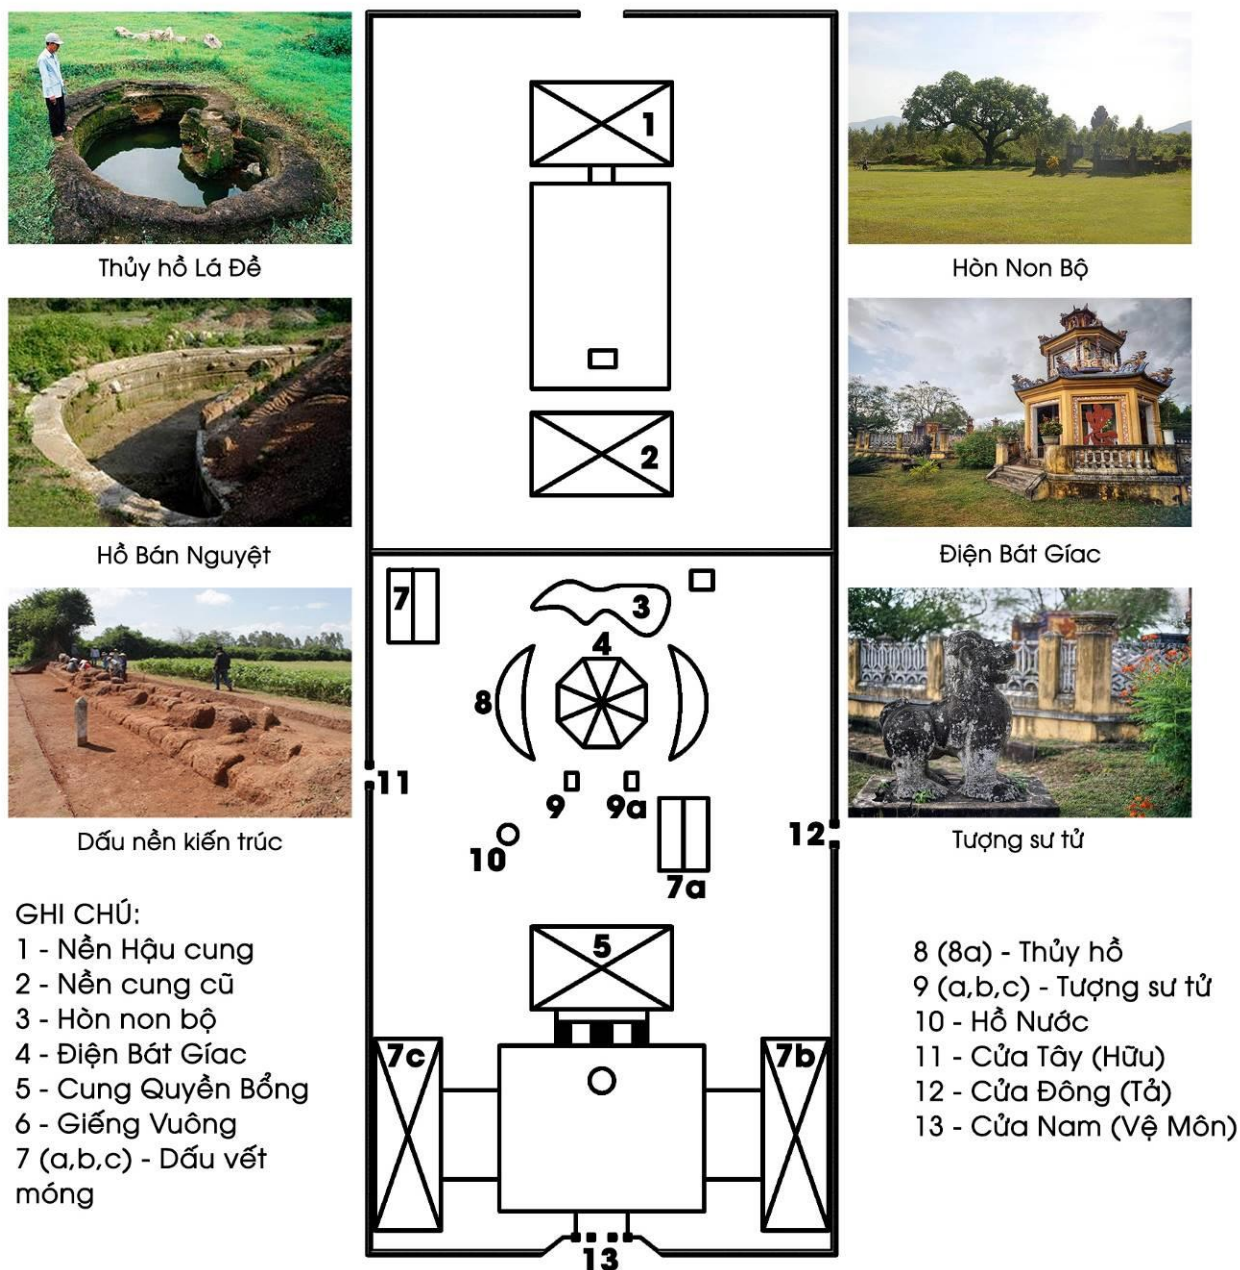 Thủy hồ Lá Đề
Hồ Bán Nguyệt
Dấu nền kiến trúc
1
2
7
3
4
8
11
9
9a
10
7a
12
5
7c
7b
13
Hòn Non Bộ
Điện Bát Gíac
Tượng sư tử
GHI CHÚ:
1 - Nền Hậu cung
2 - Nền cung cũ
3 - Hòn non bộ
4 - Điện Bát Gíac
5 - Cung Quyền Bổng
6 - Giếng Vuông
7 (a,b,c) - Dấu vết
móng
8 (8a) - Thủy hồ
9 (a,b,c) - Tượng sư tử
10 - Hồ Nước
11 - Cửa Tây (Hữu)
12 - Cửa Đông (Tả)
13 - Cửa Nam (Vệ Môn)
忠